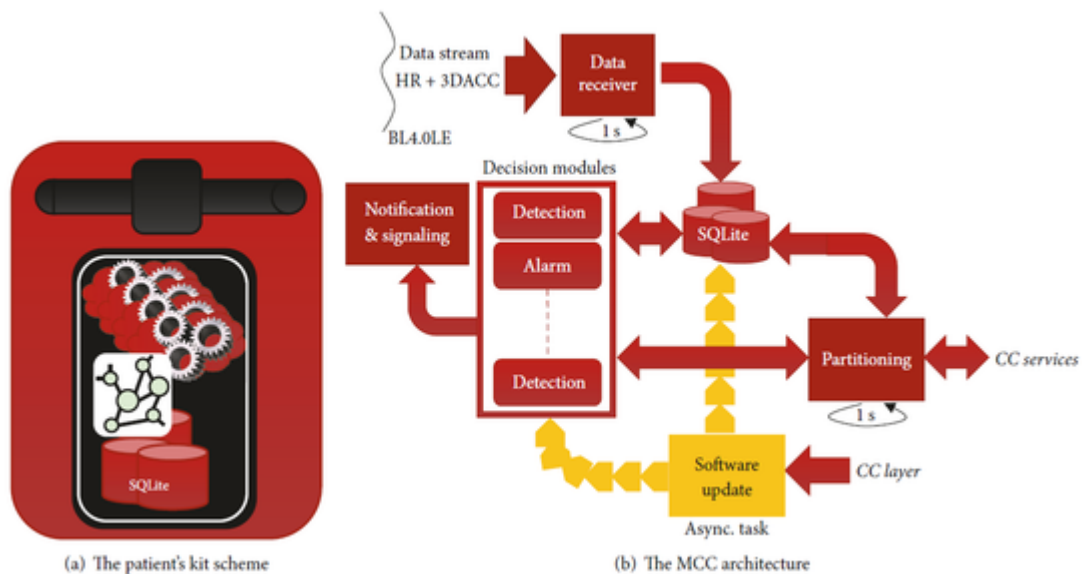 Data stream
HR + 3DACC
BL4.0LE
Data
receiver
1 s
Decision modules
Notification
& signaling
Detection
Alarm
Detection
SQLite
Partitioning
1 s
CC services
Software
update
CC layer
Async. task
SQLite
(a) The patient's kit scheme
(b) The MCC architecture